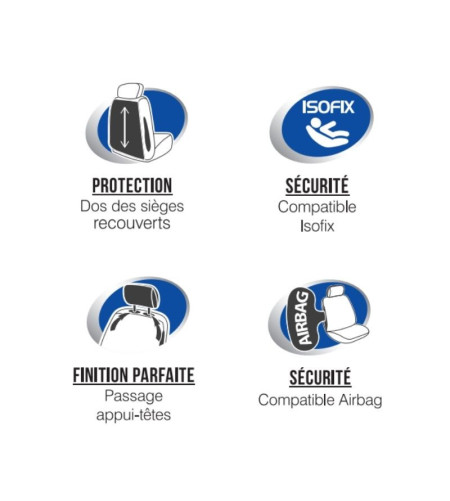 PROTECTION
Dos des sièges
recouverts
ISOFIX
SÉCURITÉ
Compatible
Isofix
FINITION PARFAITE
Passage
appui-têtes
AIRBAG
SÉCURITÉ
Compatible Airbag